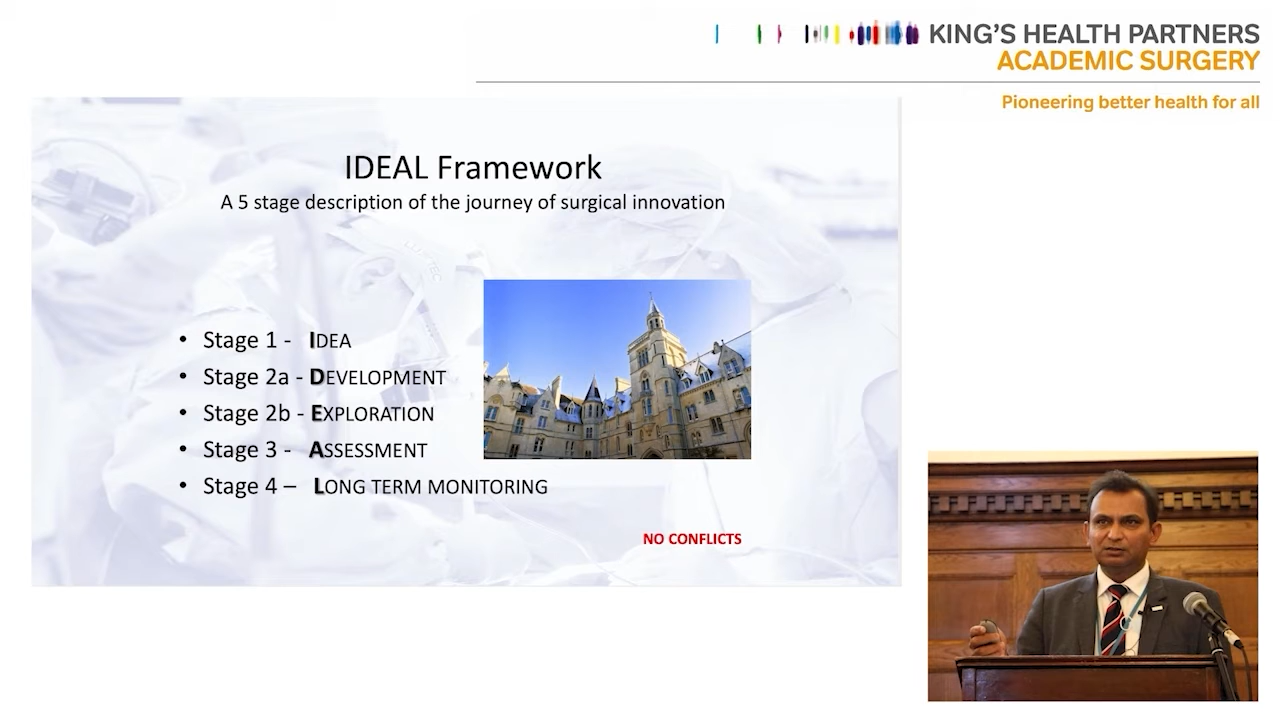 KING'S HEALTH PARTNERS
ACADEMIC SURGERY
Pioneering better health for all
IDEAL Framework
A 5 stage description of the journey of surgical innovation
• Stage 1 - IDEA
• Stage 2a - DEVELOPMENT
• Stage 2b - EXPLORATION
• Stage 3 - ASSESSMENT
• Stage 4 – LONG TERM MONITORING
NO CONFLICTS